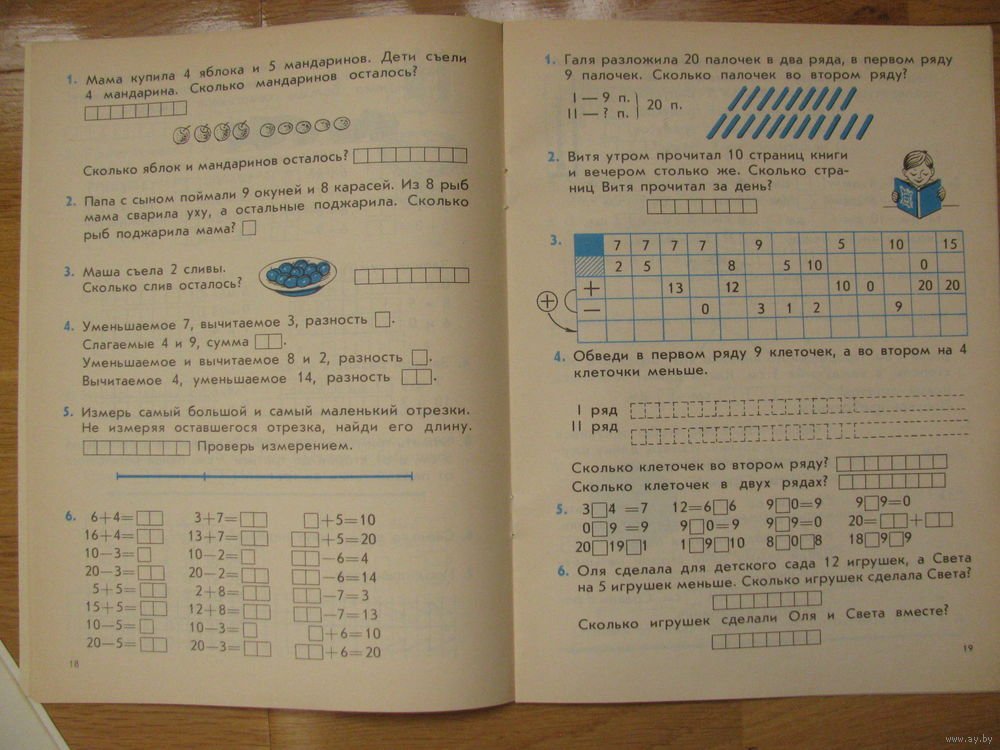 1. Мама купила 4 яблока и 5 мандаринов. Дети съели
4 мандарина. Сколько мандаринов осталось?
Сколько яблок и мандаринов осталось?
2. Папа с сыном поймали 9 окуней и 8 карасей. Из 8 рыб
мама сварила уху, а остальные поджарила. Сколько
рыб поджарила мама? □
3. Маша съела 2 сливы.
Сколько слив осталось?
4. Уменьшаемое 7, вычитаемое 3, разность □.
Слагаемые 4 и 9, сумма □□.
Уменьшаемое и вычитаемое 8 и 2, разность □.
Вычитаемое 4, уменьшаемое 14, разность □□.
5. Измерь самый большой и самый маленький отрезки.
Не измеряя оставшегося отрезка, найди его длину.
Проверь измерением.
6. 6+4=□□ 3+7=□□ □+5=10
16+4=□□ 13+7=□□ □□+5=20
10−3=□ 10−2=□ □□−6=4
20−3=□□ 20−2=□□ □□−6=14
5+5=□□ 2+8=□□ □□−7=3
15+5=□□ 12+8=□□ □□−7=13
10−5=□ 10−3=□ □+6=10
20−5=□□ 20−3=□□ □□+6=20
18
1. Галя разложила 20 палочек в два ряда, в первом ряду
9 палочек. Сколько палочек во втором ряду?
I — 9 п.
II — ? п.
20 п.
2. Витя утром прочитал 10 страниц книги
и вечером столько же. Сколько стра-
ниц Витя прочитал за день?
3. 7 7 7 7 9 5 10 15
2 5 8 5 10 0
+ 13 12 10 0 20 20
+
− 0 3 1 2 9
4. Обведи в первом ряду 9 клеточек, а во втором на 4
клеточки меньше.
I ряд
II ряд
Сколько клеточек во втором ряду?
Сколько клеточек в двух рядах?
5. 3□4=7 12=6□6 9□0=9 9□9=0
0□9=9 9□0=9 9□9=0 20=□□+□
20□19□1 1□9□10 8□0□8 18□9□9
6. Оля сделала для детского сада 12 игрушек, а Света
на 5 игрушек меньше. Сколько игрушек сделала Света?
Сколько игрушек сделали Оля и Света вместе?
19
www.ay.by